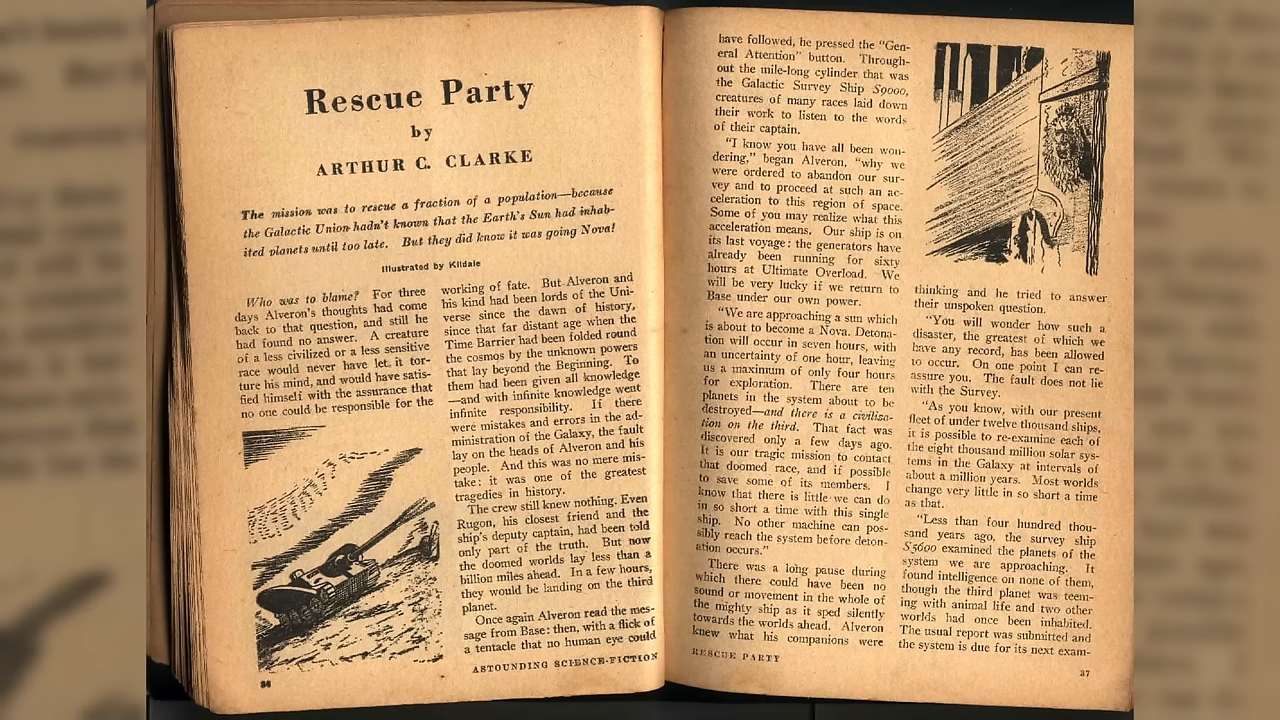 Rescue Party
by
ARTHUR C. CLARKE
The mission was to rescue a fraction of a population—because
the Galactic Union hadn't known that the Earth's Sun had inhab-
ited planets until too late. But they did know it was going Nova!
Illustrated by Kildale
Who was to blame? For three
days Alveron's thoughts had come
back to that question, and still he
had found no answer. A creature
of a less civilized or a less sensitive
race would never have let it tor-
ture his mind, and would have satis-
fied himself with the assurance that
no one could be responsible for the
working of fate. But Alveron and
his kind had been lords of the Uni-
verse since the dawn of history,
since that far distant age when the
Time Barrier had been folded round
the cosmos by the unknown powers
that lay beyond the Beginning. To
them had been given all knowledge
—and with infinite knowledge went
infinite responsibility. If there
were mistakes and errors in the ad-
ministration of the Galaxy, the fault
lay on the heads of Alveron and his
people. And this was no mere mis-
take: it was one of the greatest
tragedies in history.
The crew still knew nothing. Even
Rugon, his closest friend and the
ship's deputy captain, had been told
only part of the truth. But now
the doomed worlds lay less than a
billion miles ahead. In a few hours,
they would be landing on the third
planet.
Once again Alveron read the mes-
sage from Base: then, with a flick of
a tentacle that no human eye could
ASTOUNDING SCIENCE-FICTION
36
have followed, he pressed the "Gen-
eral Attention" button. Through-
out the mile-long cylinder that was
the Galactic Survey Ship S9000,
creatures of many races laid down
their work to listen to the words
of their captain.
"I know you have all been won-
dering," began Alveron, "why we
were ordered to abandon our sur-
vey and to proceed at such an ac-
celeration to this region of space.
Some of you may realize what this
acceleration means. Our ship is on
its last voyage: the generators have
already been running for sixty
hours at Ultimate Overload. We
will be very lucky if we return to
Base under our own power.
"We are approaching a sun which
is about to become a Nova. Detona-
tion will occur in seven hours, with
an uncertainty of one hour, leaving
us a maximum of only four hours
for exploration. There are ten
planets in the system about to be
destroyed—and there is a civiliza-
tion on the third. That fact was
discovered only a few days ago.
It is our tragic mission to contact
that doomed race, and if possible
to save some of its members. I
know that there is little we can do
in so short a time with this single
ship. No other machine can pos-
sibly reach the system before deton-
ation occurs."
There was a long pause during
which there could have been no
sound or movement in the whole of
the mighty ship as it sped silently
towards the worlds ahead. Alveron
knew what his companions were
thinking and he tried to answer
their unspoken question.
"You will wonder how such a
disaster, the greatest of which we
have any record, has been allowed
to occur. On one point I can re-
assure you. The fault does not lie
with the Survey.
"As you know, with our present
fleet of under twelve thousand ships,
it is possible to re-examine each of
the eight thousand million solar sys-
tems in the Galaxy at intervals of
about a million years. Most worlds
change very little in so short a time
as that.
"Less than four hundred thou-
sand years ago, the survey ship
S5600 examined the planets of the
system we are approaching. It
found intelligence on none of them,
though the third planet was teem-
ing with animal life and two other
worlds had once been inhabited.
The usual report was submitted and
the system is due for its next exam-
RESCUE PARTY
37